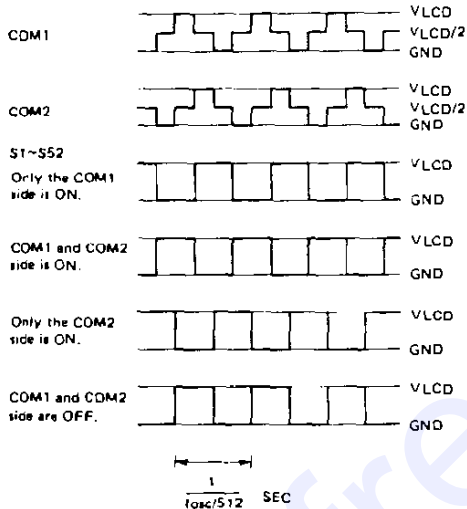 COM1
VLCD
VLCD/2
GND
COM2
VLCD
VLCD/2
GND
S1~S52
Only the COM1
side is ON.
VLCD
GND
COM1 and COM2
side is ON.
VLCD
GND
Only the COM2
side is ON.
VLCD
GND
COM1 and COM2
side are OFF.
VLCD
GND
1
fosc/512 SEC